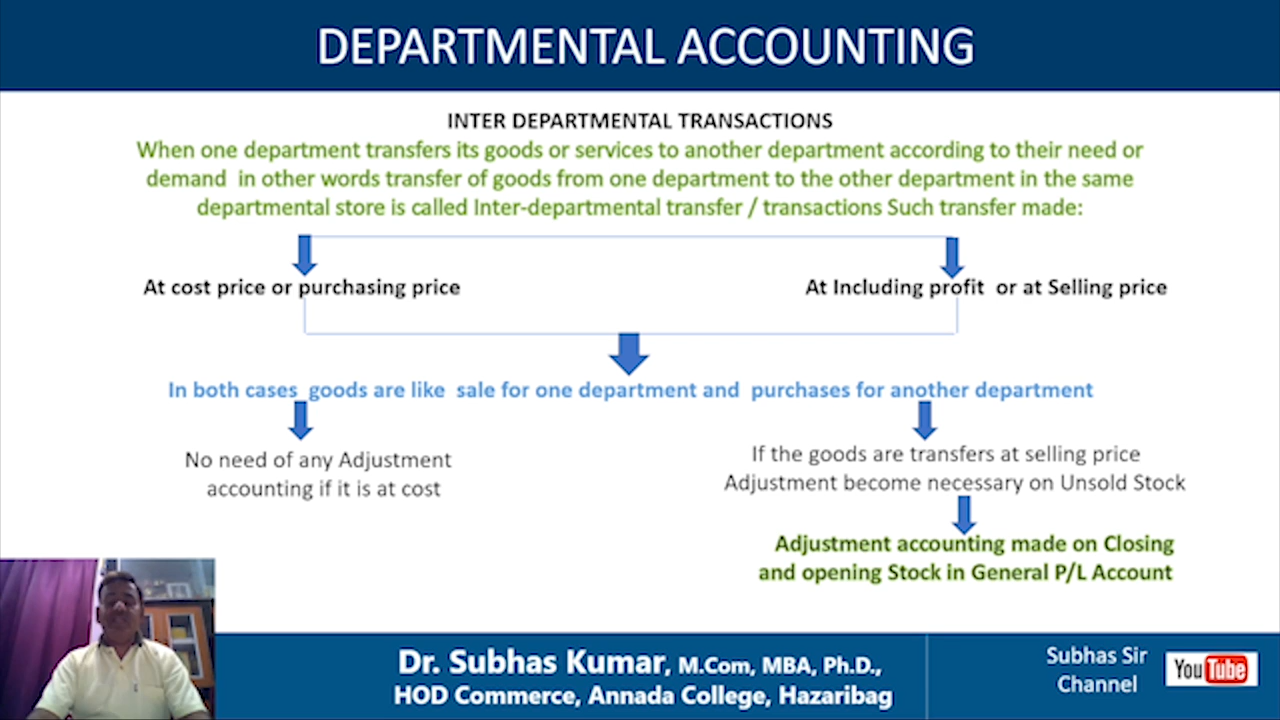 DEPARTMENTAL ACCOUNTING
INTER DEPARTMENTAL TRANSACTIONS
When one department transfers its goods or services to another department according to their need or
demand in other words transfer of goods from one department to the other department in the same
departmental store is called Inter-departmental transfer / transactions Such transfer made:
At cost price or purchasing price
At Including profit or at Selling price
In both cases goods are like sale for one department and purchases for another department
No need of any Adjustment
accounting if it is at cost
If the goods are transfers at selling price
Adjustment become necessary on Unsold Stock
Adjustment accounting made on Closing
and opening Stock in General P/L Account
Dr. Subhas Kumar, M.Com, MBA, Ph.D.,
HOD Commerce, Annada College, Hazaribag
Subhas Sir
Channel
YouTube